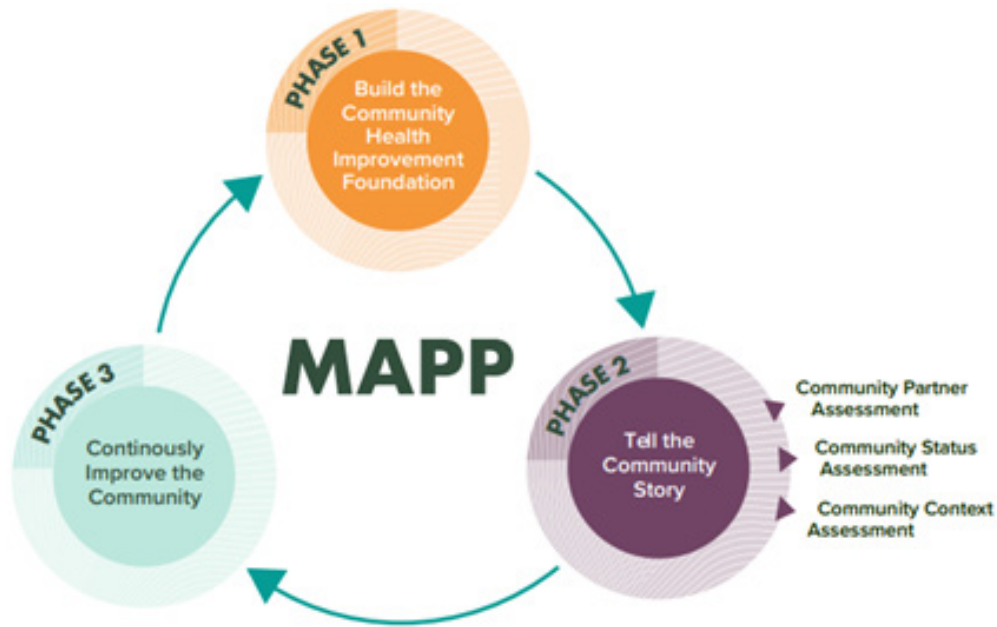 PHASE 1
Build the
Community
Health
Improvement
Foundation
MAPP
PHASE 2
Tell the
Community
Story
Community Partner
Assessment
Community Status
Assessment
Community Context
Assessment
PHASE 3
Continously
Improve the
Community